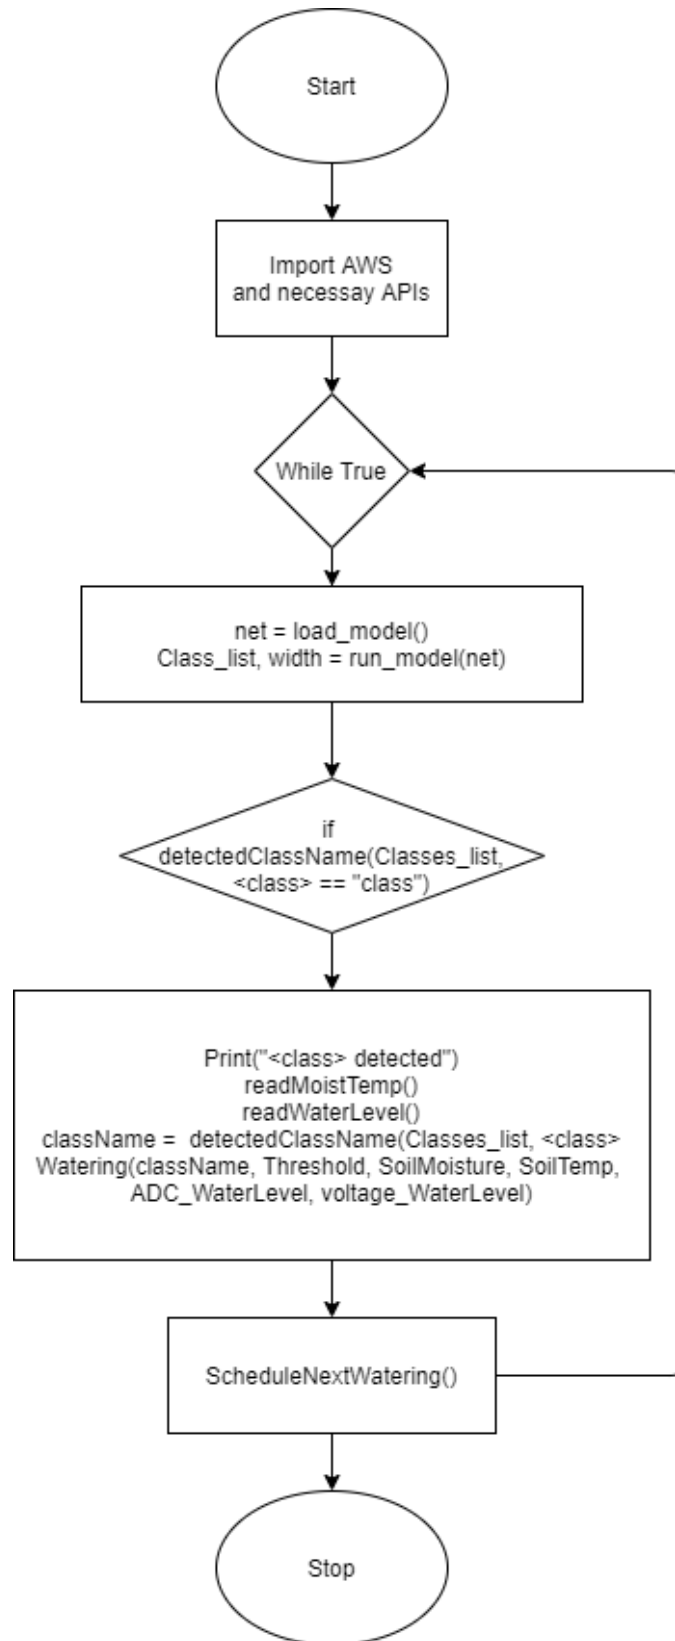 Start
Import AWS
and necessay APIs
While True
net = load_model()
Class_list, width = run_model(net)
if
detectedClassName(Classes_list,
<class> == "class")
Print("<class> detected")
readMoistTemp()
readWaterLevel()
className =  detectedClassName(Classes_list, <class>
Watering(className, Threshold, SoilMoisture, SoilTemp,
ADC_WaterLevel, voltage_WaterLevel)
ScheduleNextWatering()
Stop